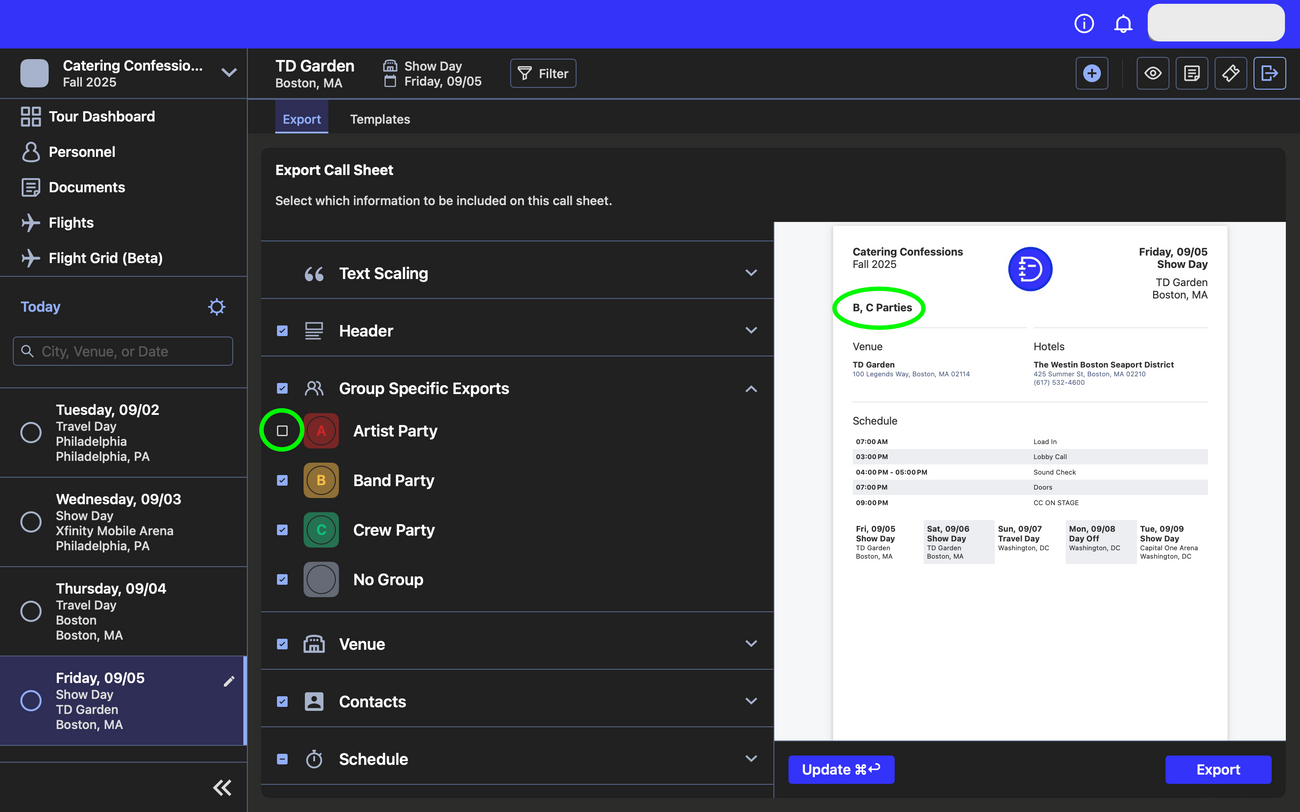 Catering Confessio...
Fall 2025
TD Garden
Boston, MA
Show Day
Friday, 09/05
Filter
Tour Dashboard
Personnel
Documents
Flights
Flight Grid (Beta)
Today
City, Venue, or Date
Tuesday, 09/02
Travel Day
Philadelphia
Philadelphia, PA
Wednesday, 09/03
Show Day
Xfinity Mobile Arena
Philadelphia, PA
Thursday, 09/04
Travel Day
Boston
Boston, MA
Friday, 09/05
Show Day
TD Garden
Boston, MA
Export
Templates
Export Call Sheet
Select which information to be included on this call sheet.
Text Scaling
Header
Group Specific Exports
A
Artist Party
B
Band Party
C
Crew Party
No Group
Venue
Contacts
Schedule
Catering Confessions
Fall 2025
Friday, 09/05
Show Day
TD Garden
Boston, MA
B, C Parties
Venue
TD Garden
100 Legends Way, Boston, MA 02114
Hotels
The Westin Boston Seaport District
425 Summer St, Boston, MA 02210
(617) 532-4600
Schedule
07:00 AM Load In
03:00 PM Lobby Call
04:00 PM - 05:00 PM Sound Check
07:00 PM Doors
09:00 PM CC ON STAGE
Fri, 09/05
Show Day
TD Garden
Boston, MA
Sat, 09/06
Show Day
TD Garden
Boston, MA
Sun, 09/07
Travel Day
Washington, DC
Mon, 09/08
Day Off
Washington, DC
Tue, 09/09
Show Day
Capital One Arena
Washington, DC
Update ⌘↩
Export